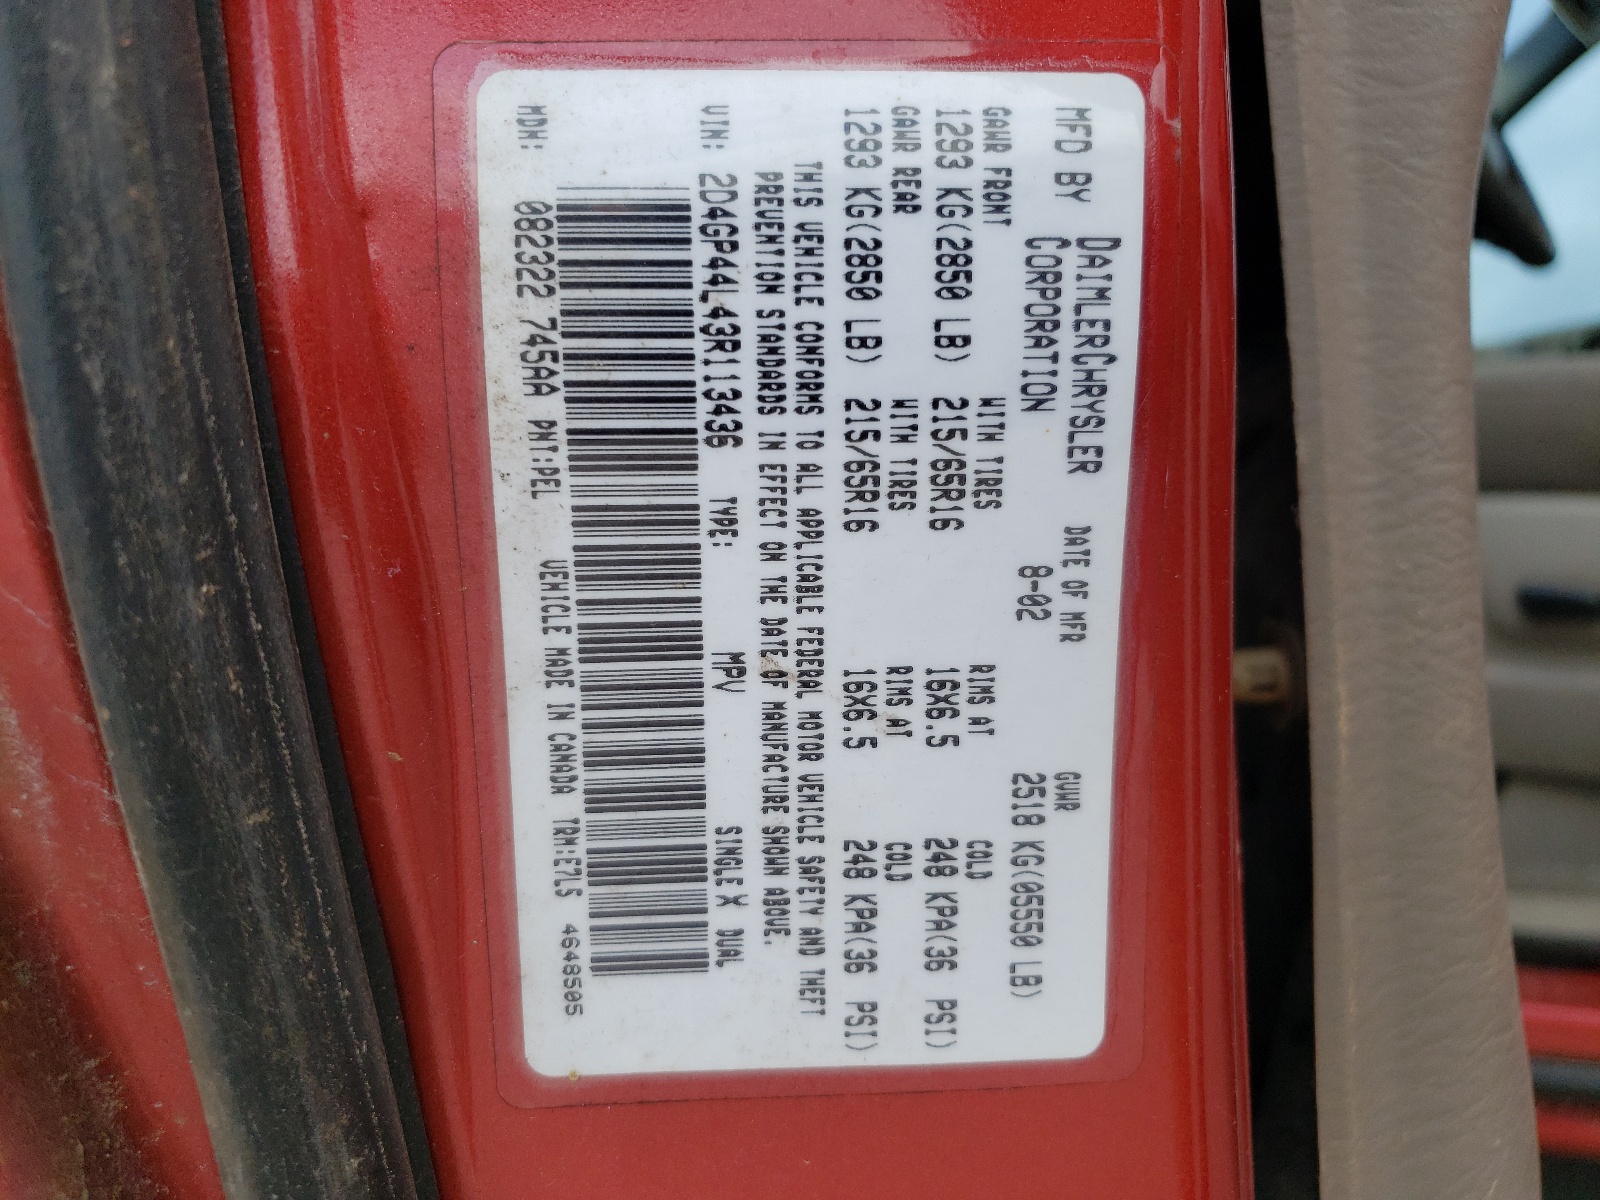 MFD BY DAIMLERCHRYSLER CORPORATION DATE OF MFR 8-02 GVWR 2518 KG(05550 LB)
GAWR FRONT WITH TIRES RIMS AT COLD
1293 KG(2850 LB) 215/65R16 16X6.5 248 KPA(36 PSI)
GAWR REAR WITH TIRES RIMS AT COLD
1293 KG(2850 LB) 215/65R16 16X6.5 248 KPA(36 PSI)
THIS VEHICLE CONFORMS TO ALL APPLICABLE FEDERAL MOTOR VEHICLE SAFETY AND THEFT
PREVENTION STANDARDS IN EFFECT ON THE DATE OF MANUFACTURE SHOWN ABOVE.
VIN: 2D4GP44L43R113436 TYPE: MPV SINGLE X DUAL
MDH: 082322 745AA PNT:PEL VEHICLE MADE IN CANADA TRM:E7LS 4648505